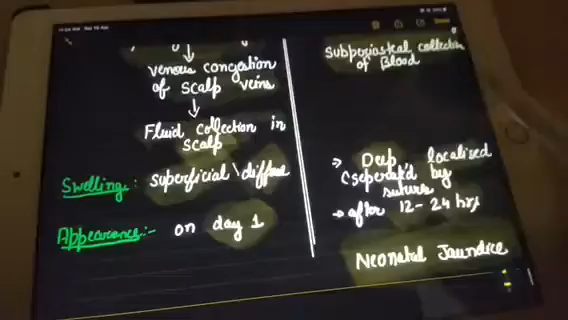 venous congestion
of scalp veins
Fluid collection in
scalp
Swelling: superficial \ diffuse
Appearance:- on day 1
Subperiosteal collection
of Blood
Deep, localised
(seperated by
suture
after 12-24 hrs
Neonatal Jaundice